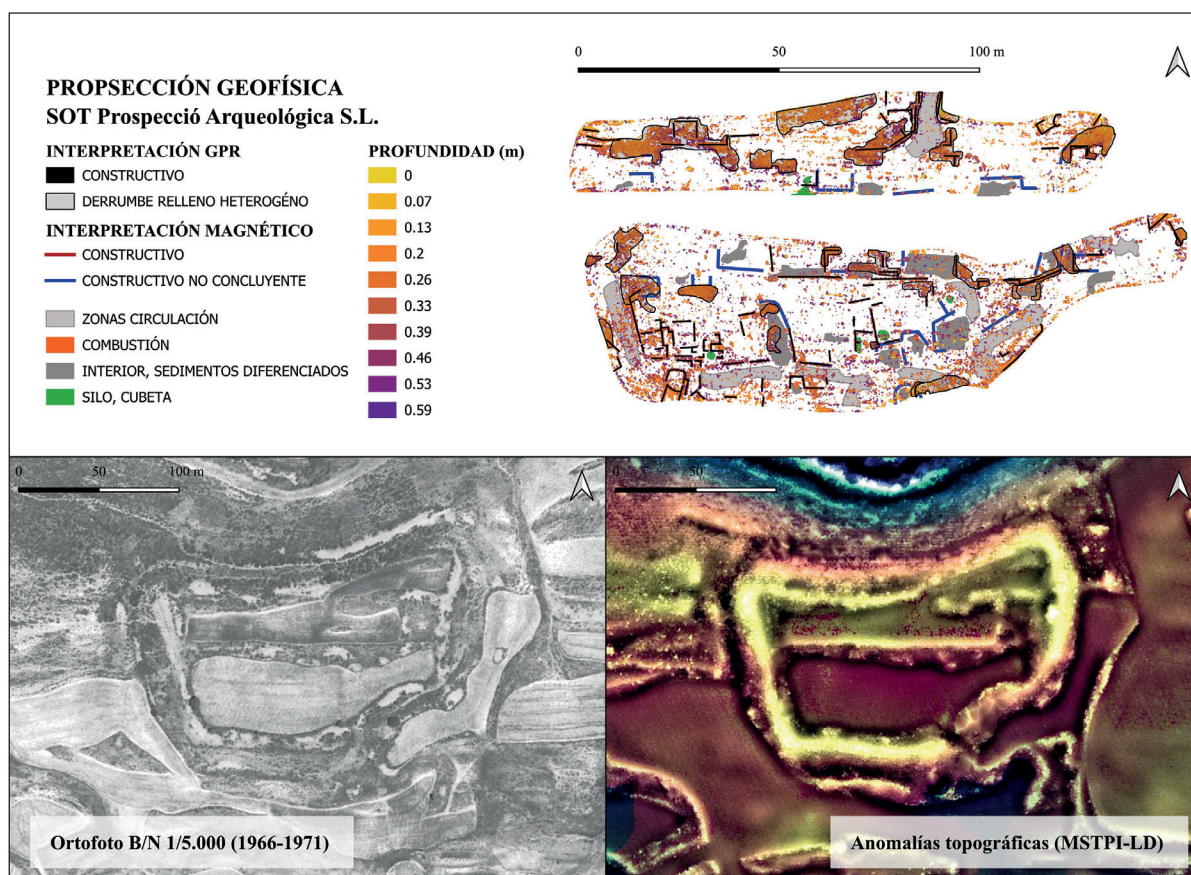 PROPSECCIÓN GEOFÍSICA
SOT Prospecció Arqueológica S.L.
INTERPRETACIÓN GPR
CONSTRUCTIVO
DERRUMBE RELLENO HETEROGÉNO
INTERPRETACIÓN MAGNÉTICO
CONSTRUCTIVO
CONSTRUCTIVO NO CONCLUYENTE
ZONAS CIRCULACIÓN
COMBUSTIÓN
INTERIOR, SEDIMENTOS DIFERENCIADOS
SILO, CUBETA
PROFUNDIDAD (m)
0
0.07
0.13
0.2
0.26
0.33
0.39
0.46
0.53
0.59
0 50 100 m
0 50 100 m
Ortofoto B/N 1/5.000 (1966-1971)
0 50
Anomalías topográficas (MSTPI-LD)